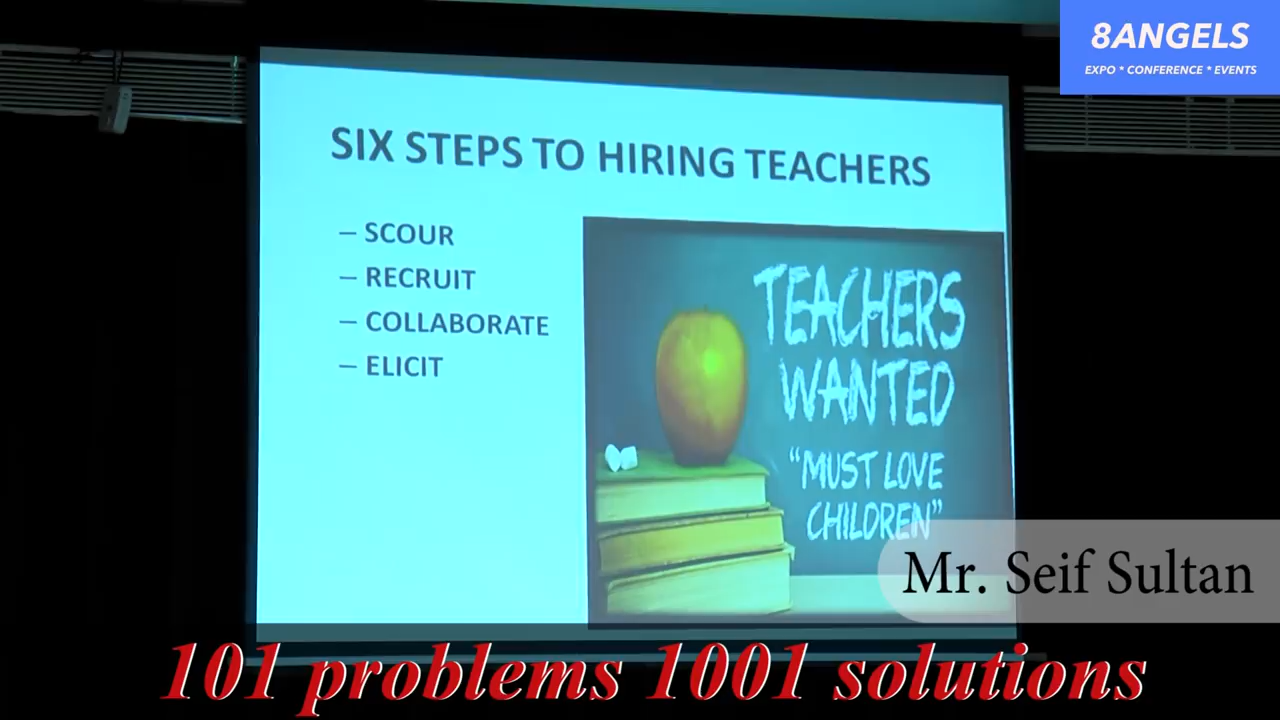 8ANGELS
EXPO * CONFERENCE * EVENTS
SIX STEPS TO HIRING TEACHERS
– SCOUR
– RECRUIT
– COLLABORATE
– ELICIT
TEACHERS
WANTED
“MUST LOVE
CHILDREN”
Mr. Seif Sultan
101 problems 1001 solutions